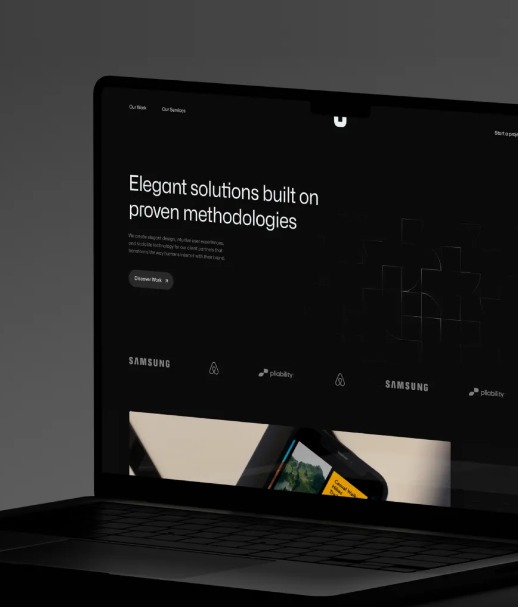 Our Work
Our Services
Start a proje
Elegant solutions built on
proven methodologies
We create elegant design, intuitive user experiences,
and scalable technology for our client partners that
transforms the way humans interact with their brand.
Discover Work
SAMSUNG
pliability
SAMSUNG
pliability